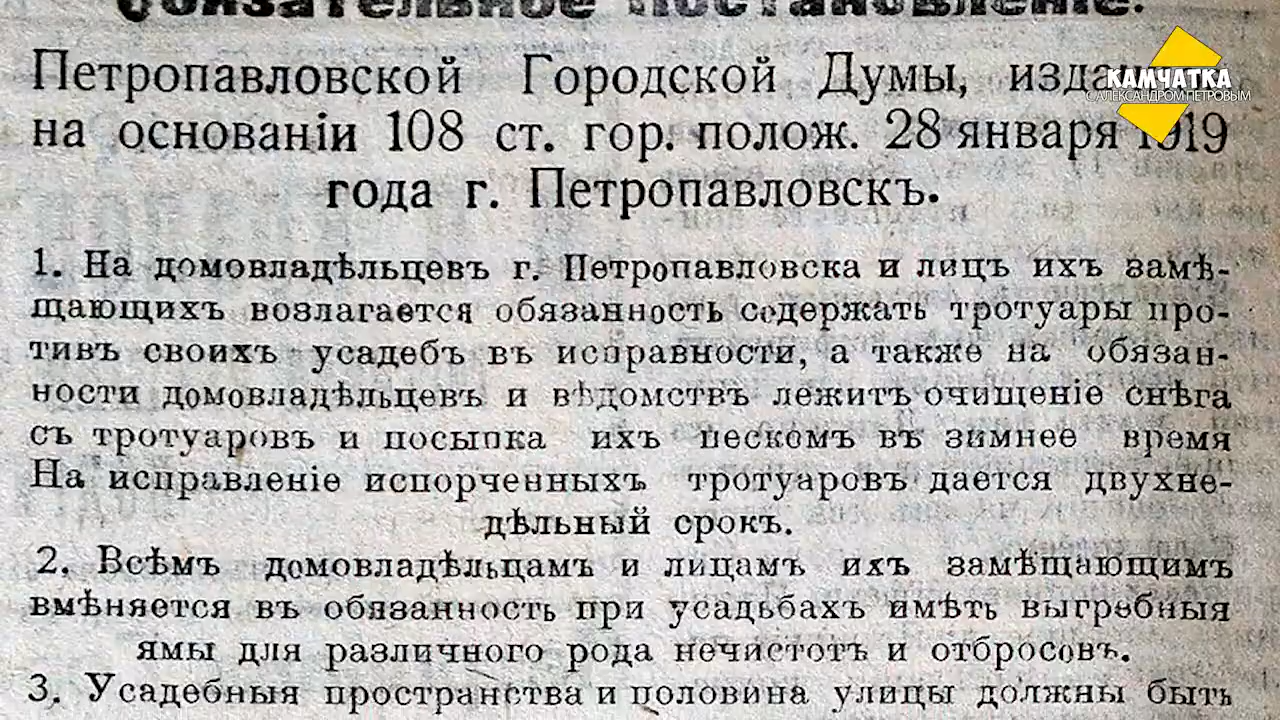 обязательное постановленіе.
Петропавловской Городской Думы, издан
КАМЧАТКА
С АЛЕКСАНДРОМ ПЕТРОВЫМ
на основаніи 108 ст. гор. полож. 28 января 1919
года г. Петропавловскъ.
1. На домовладѣльцевъ г. Петропавловска и лицъ ихъ замѣ-
щающихъ возлагается обязанность содержать тротуары про-
тивъ своихъ усадебъ въ исправности, а также на обязан-
ности домовладѣльцевъ и вѣдомствъ лежитъ очищеніе снѣга
съ тротуаровъ и посыпка ихъ пескомъ въ зимнее время
На исправленіе испорченныхъ тротуаровъ дается двухне-
дѣльный срокъ.
2. Всѣмъ домовладѣльцамъ и лицамъ ихъ замѣщающимъ
вмѣняется въ обязанность при усадьбахъ имѣть выгребныя
ямы для различного рода нечистотъ и отбросовъ.
3. Усадебныя пространства и половина улицы должны быть